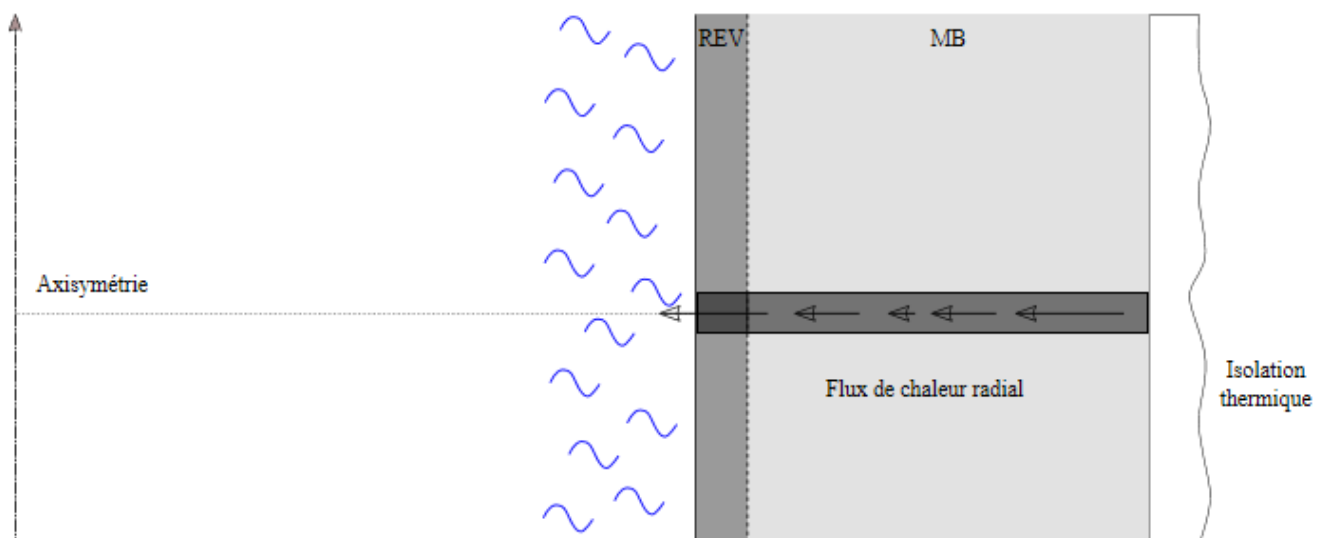 REV
MB
Axisymétrie
Flux de chaleur radial
Isolation
thermique